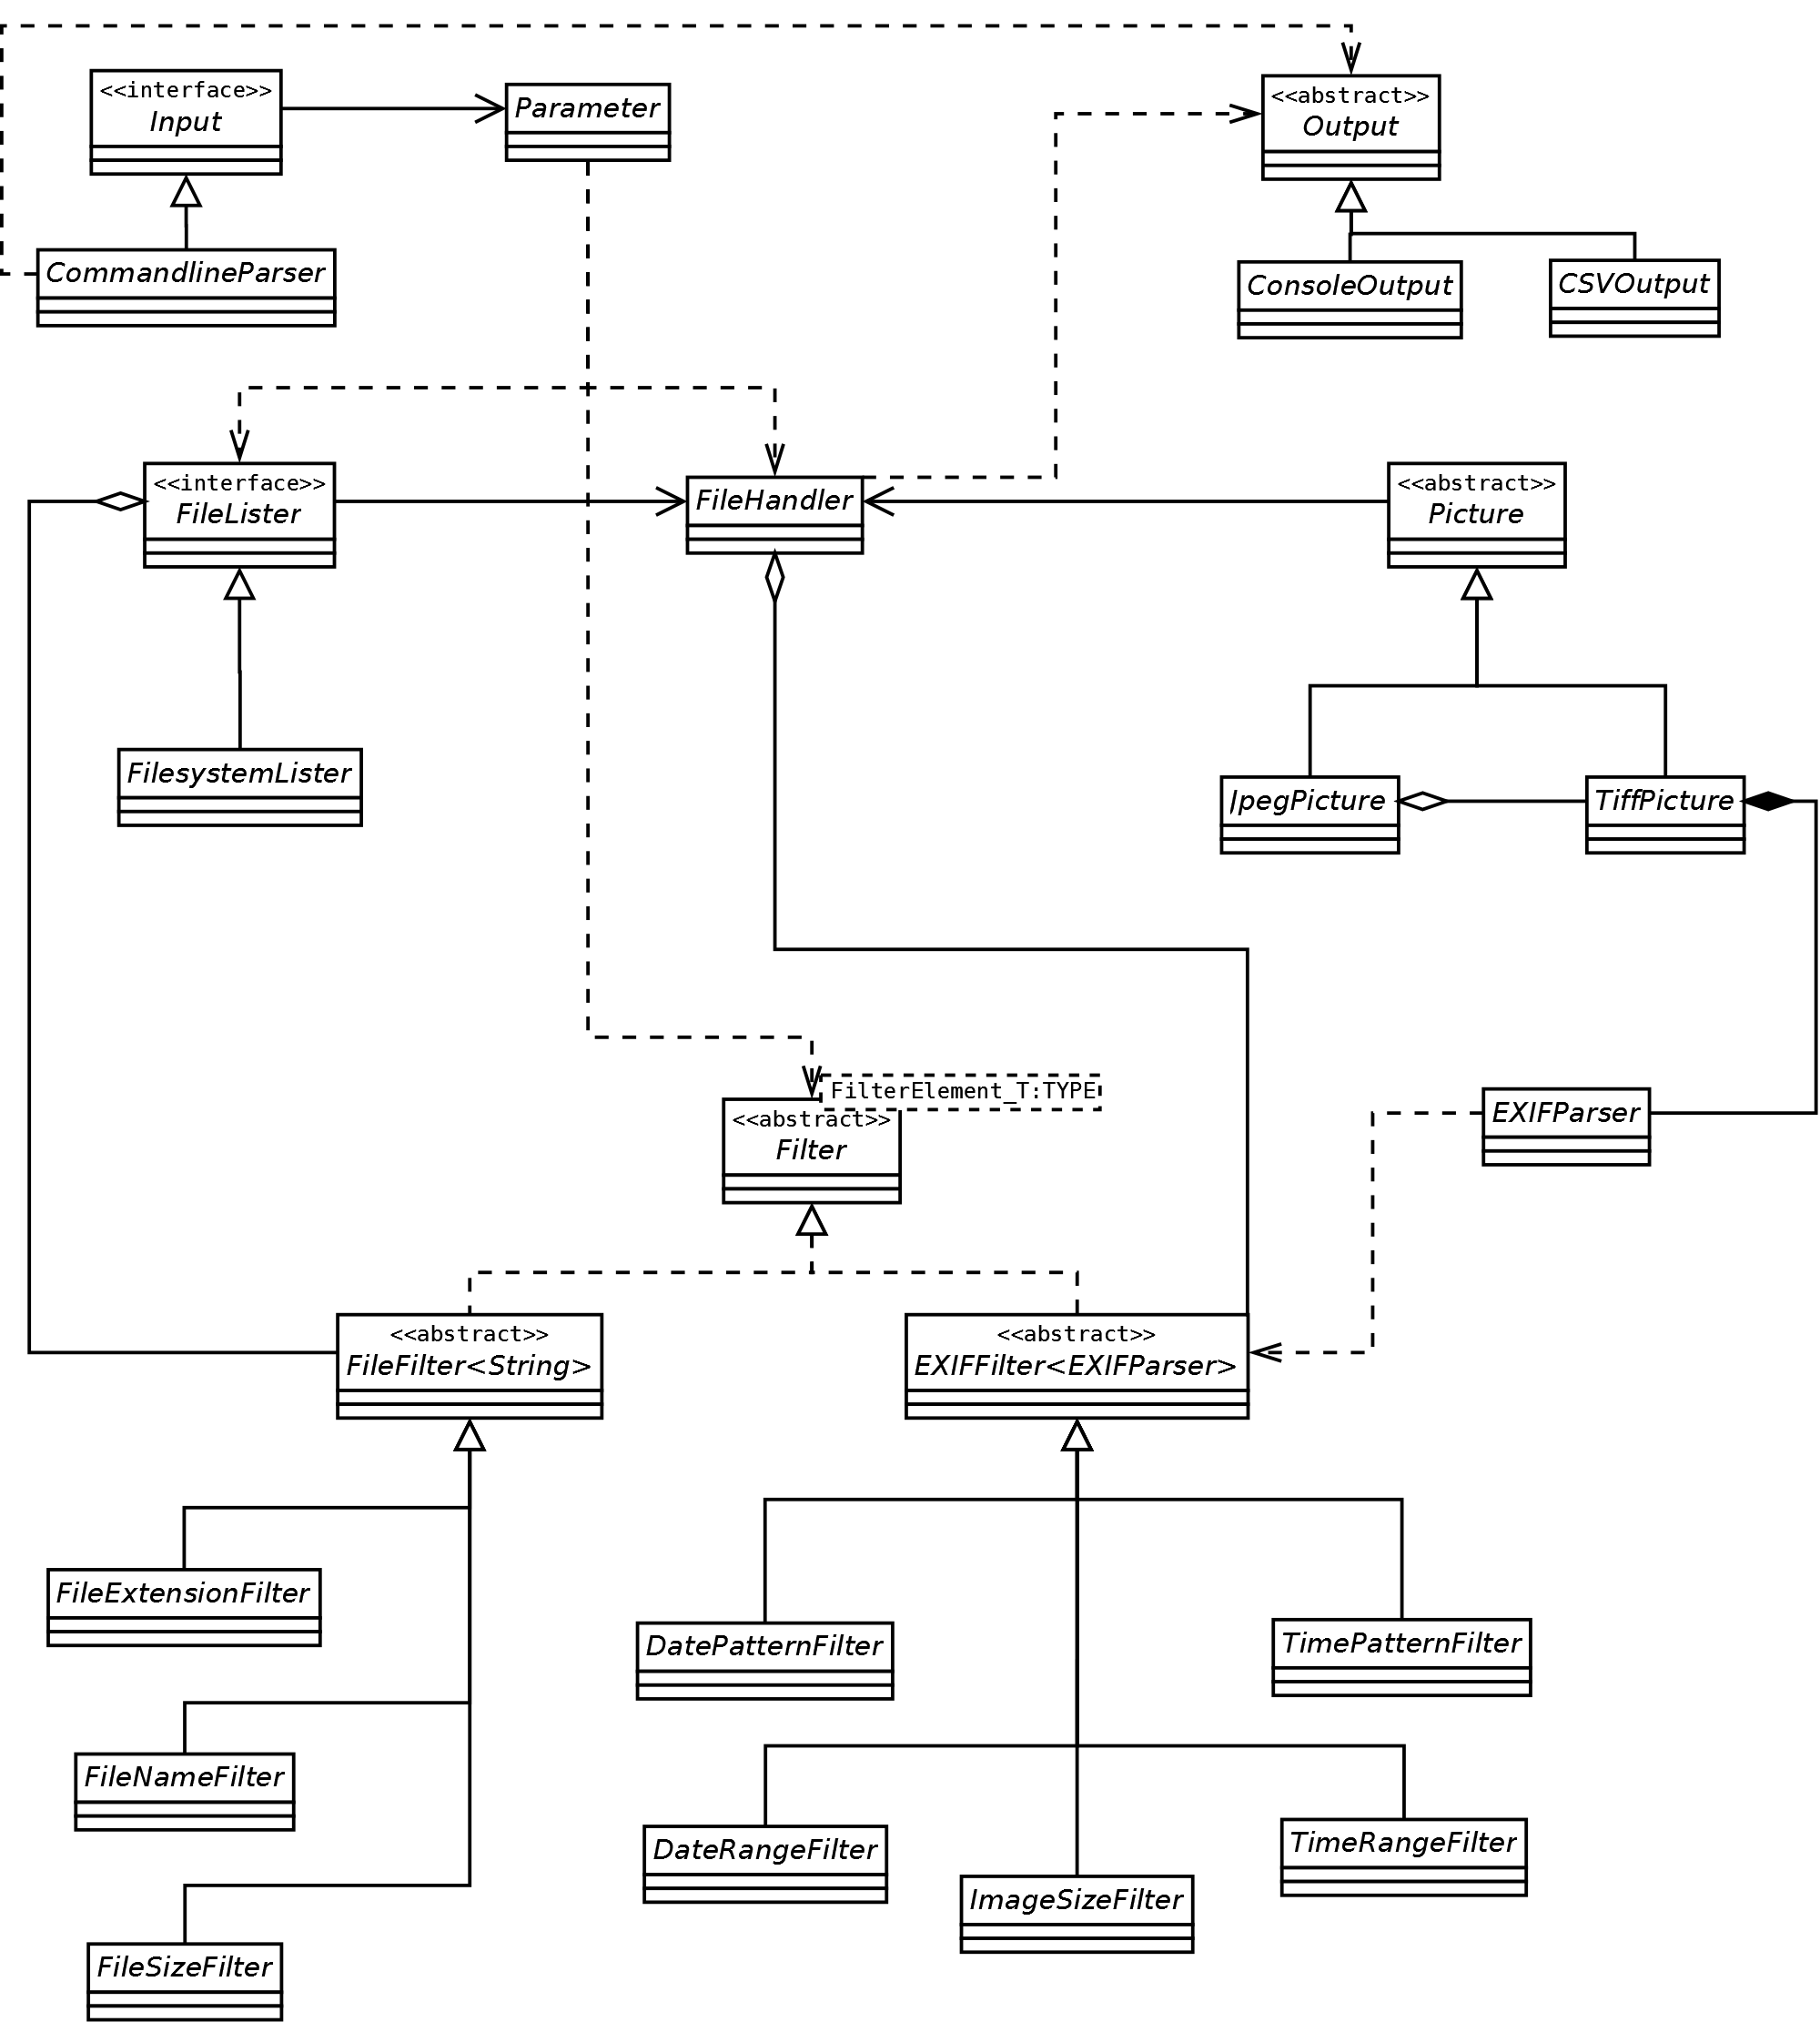 <<interface>>
Input
Parameter
<<abstract>>
Output
CommandlineParser
ConsoleOutput
CSVOutput
<<interface>>
FileLister
FileHandler
<<abstract>>
Picture
FilesystemLister
JpegPicture
TiffPicture
FilterElement_T:TYPE
<<abstract>>
Filter
EXIFParser
<<abstract>>
FileFilter<String>
<<abstract>>
EXIFFilter<EXIFParser>
FileExtensionFilter
DatePatternFilter
TimePatternFilter
FileNameFilter
DateRangeFilter
TimeRangeFilter
ImageSizeFilter
FileSizeFilter